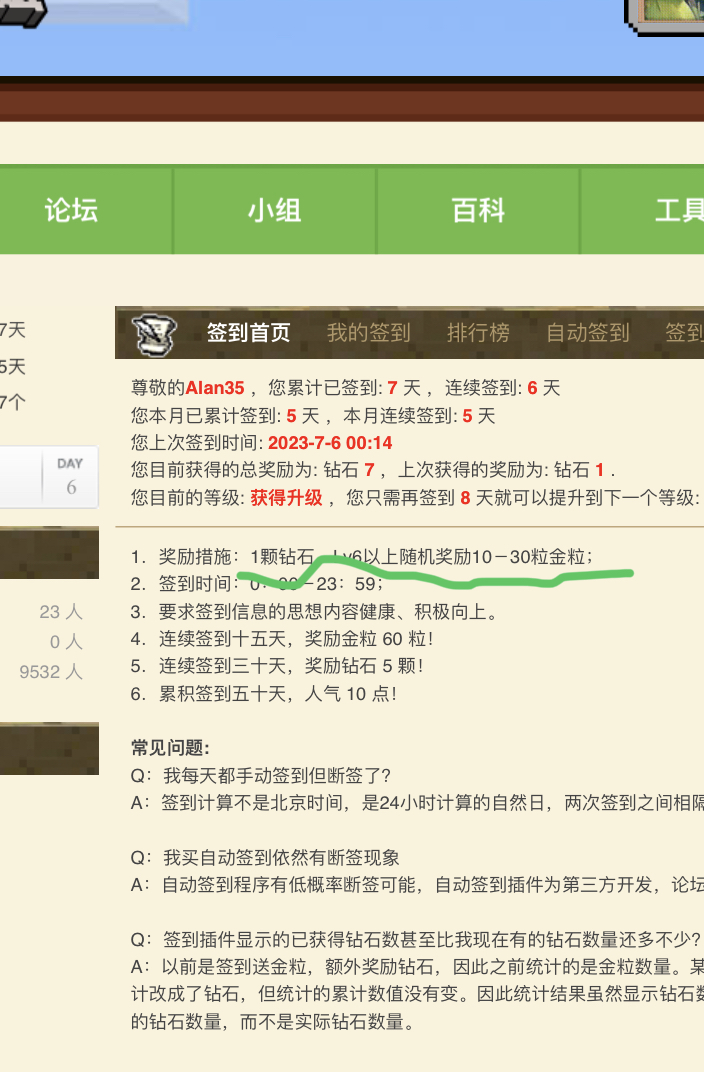 论坛 小组 百科 工具
7天
5天
7个
DAY
6
23 人
0 人
9532 人
签到首页 我的签到 排行榜 自动签到 签到
尊敬的Alan35 ，您累计已签到: 7 天 ，连续签到: 6 天
您本月已累计签到: 5 天 ，本月连续签到: 5 天
您上次签到时间: 2023-7-6 00:14
您目前获得的总奖励为: 钻石 7 ，上次获得的奖励为: 钻石 1 .
您目前的等级: 获得升级 ，您只需再签到 8 天就可以提升到下一个等级:
1. 奖励措施：1颗钻石，Lv6以上随机奖励10－30粒金粒；
2. 签到时间：0：00－23：59；
3. 要求签到信息的思想内容健康、积极向上。
4. 连续签到十五天，奖励金粒 60 粒！
5. 连续签到三十天，奖励钻石 5 颗！
6. 累积签到五十天，人气 10 点！
常见问题：
Q：我每天都手动签到但断签了？
A：签到计算不是北京时间，是24小时计算的自然日，两次签到之间相隔
Q：我买自动签到依然有断签现象
A：自动签到程序有低概率断签可能，自动签到插件为第三方开发，论坛
Q：签到插件显示的已获得钻石数甚至比我现在有的钻石数量还多不少？
A：以前是签到送金粒，额外奖励钻石，因此之前统计的是金粒数量。某
计改成了钻石，但统计的累计数值没有变。因此统计结果虽然显示钻石数
的钻石数量，而不是实际钻石数量。